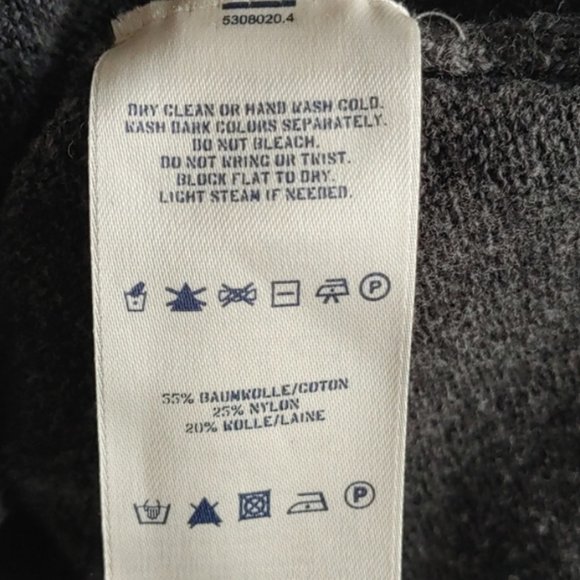 5308020.4
DRY CLEAN OR HAND WASH COLD.
WASH DARK COLORS SEPARATELY.
DO NOT BLEACH.
DO NOT WRING OR TWIST.
BLOCK FLAT TO DRY.
LIGHT STEAM IF NEEDED.
P
55% BAUMWOLLE/COTON
25% NYLON
20% WOLLE/LAINE
P